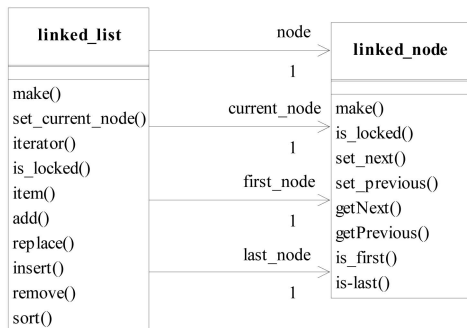 linked_list
make()
set_current_node()
iterator()
is_locked()
item()
add()
replace()
insert()
remove()
sort()
node
1
current_node
1
first_node
1
last_node
1
linked_node
make()
is_locked()
set_next()
set_previous()
getNext()
getPrevious()
is_first()
is-last()